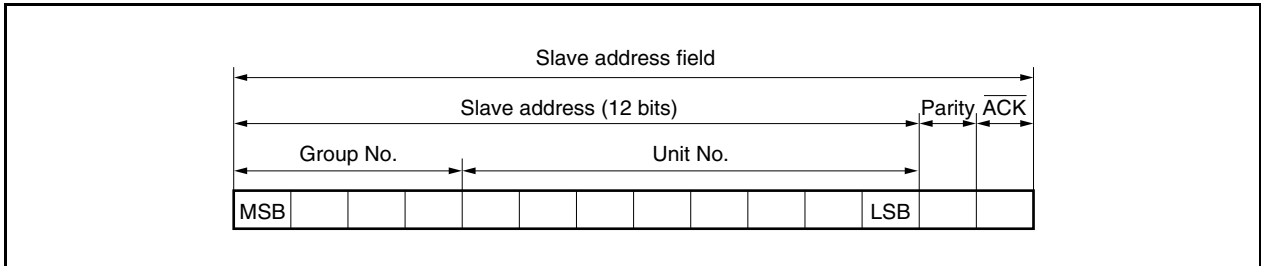 Slave address field
Slave address (12 bits) Parity ACK
Group No. Unit No.
MSB LSB